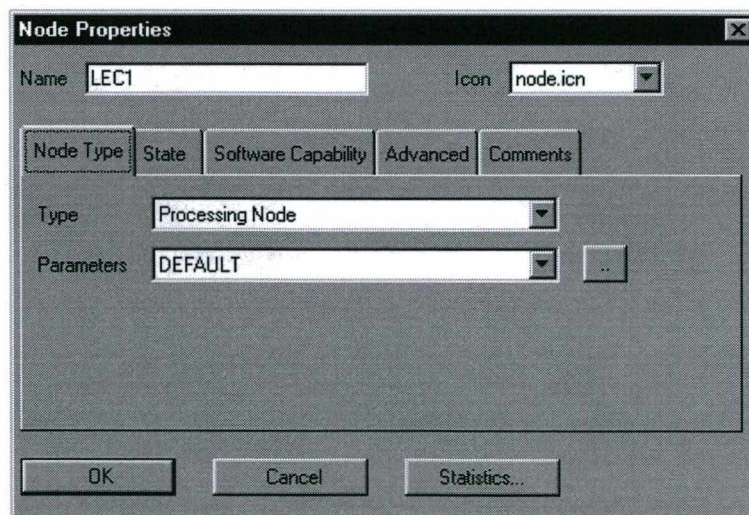 Node Properties
Name LEC1 Icon node.icn
Node Type State Software Capability Advanced Comments
Type Processing Node
Parameters DEFAULT ..
OK Cancel Statistics...